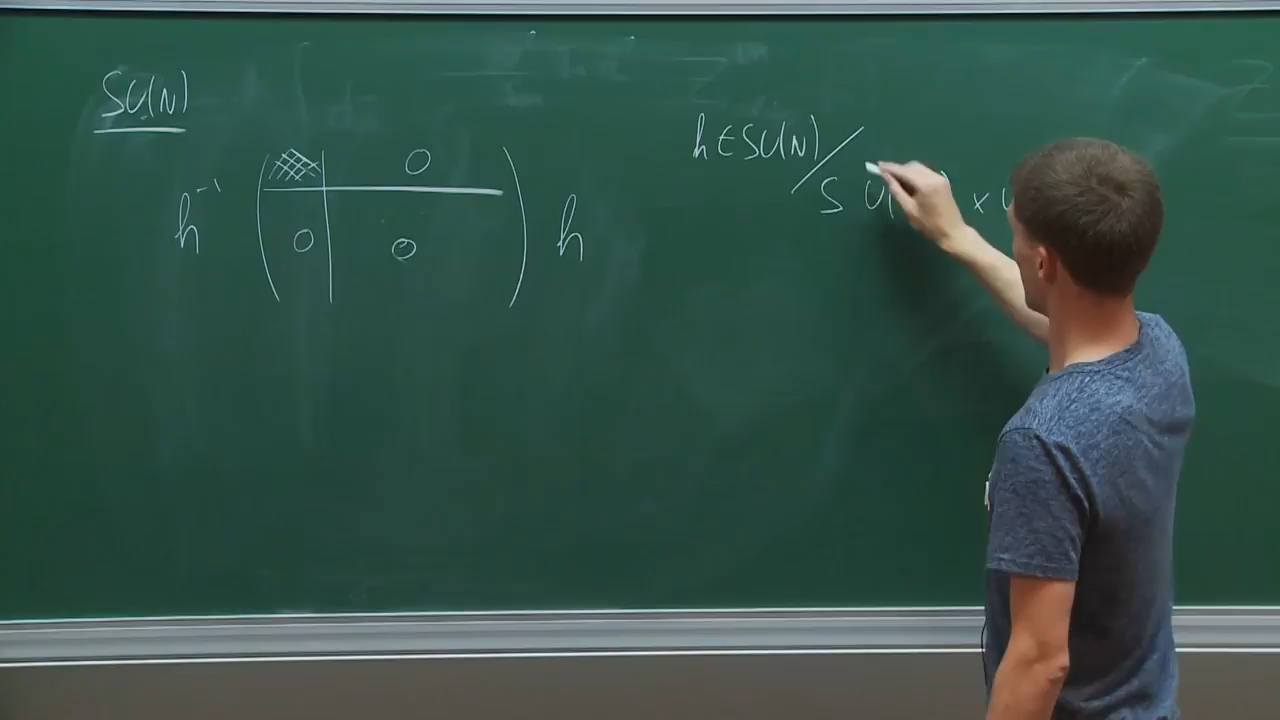 SU(N)
h⁻¹ ( 0 0 0 ) h
h ∈ SU(N) /
S U( ) ×